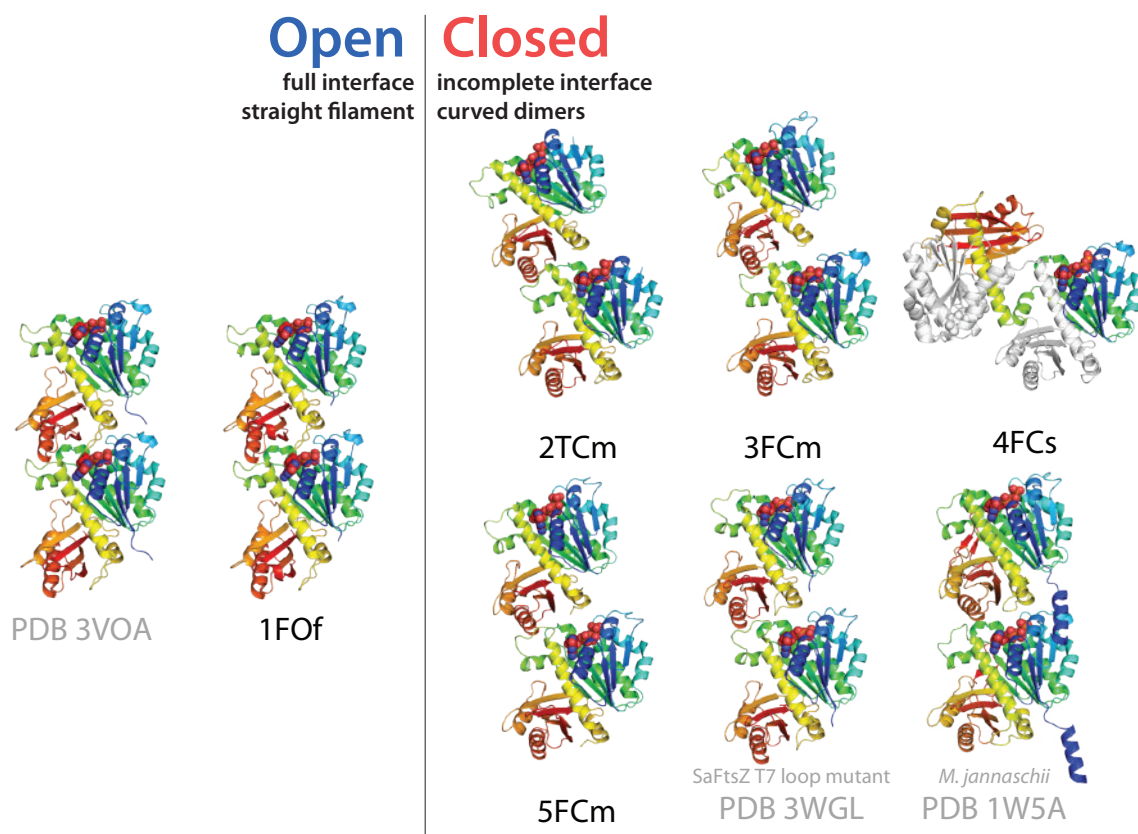 Open
full interface
straight filament
Closed
incomplete interface
curved dimers
2TCm
3FCm
4FCs
PDB 3VOA
1FOf
5FCm
SaFtsZ T7 loop mutant
PDB 3WGL
M. jannaschii
PDB 1W5A